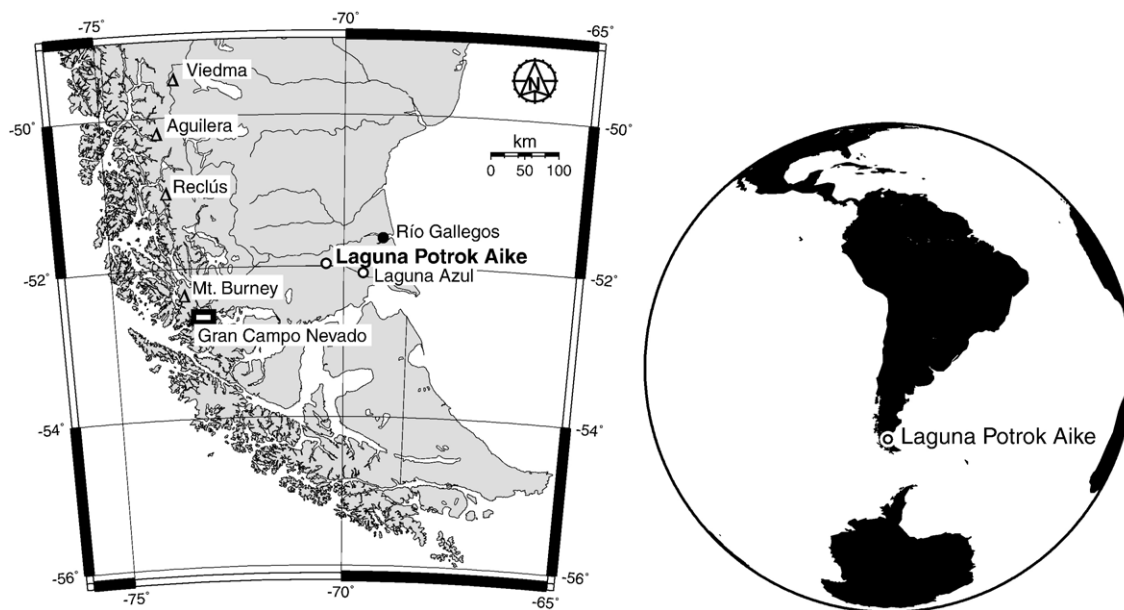 -75°
-70°
-65°
Viedma
N
-50°
Aguilera
-50°
km
0 50 100
Reclús
Río Gallegos
Laguna Potrok Aike
Laguna Azul
-52°
-52°
Mt. Burney
Gran Campo Nevado
-54°
-54°
-56°
-56°
-75°
-70°
-65°
Laguna Potrok Aike